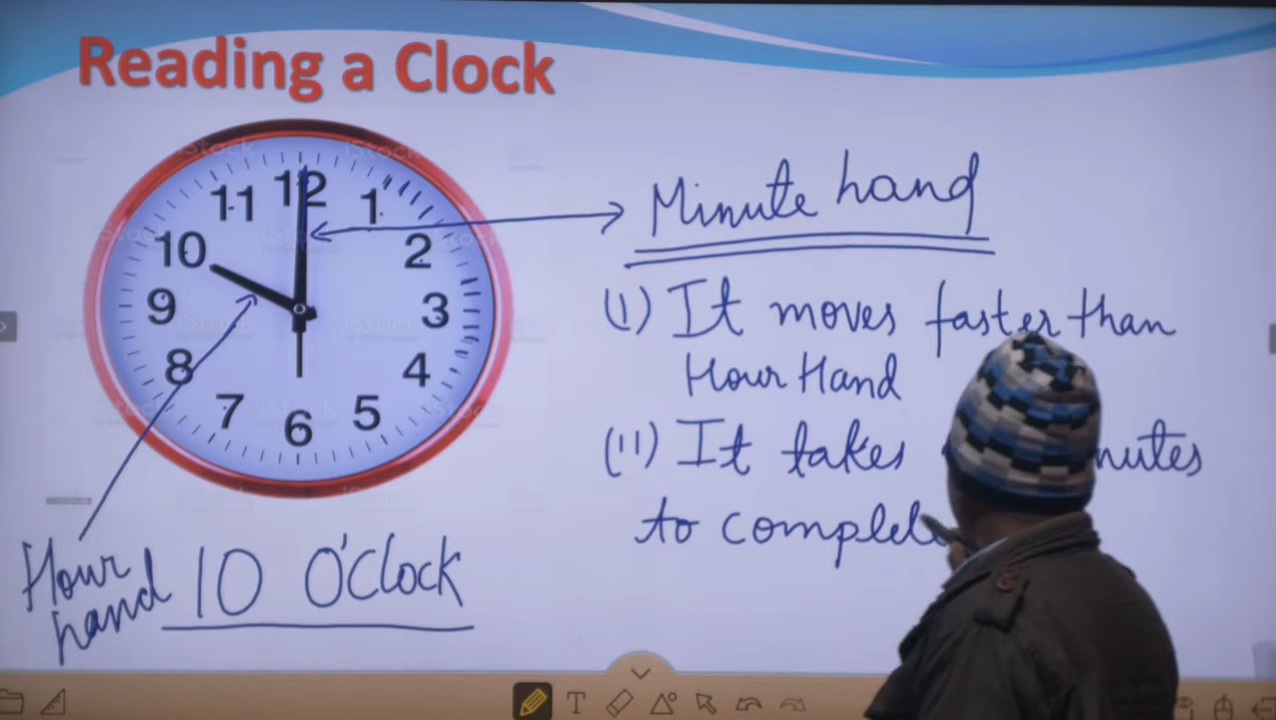 Reading a Clock
12
11
1
10
2
9
3
8
4
7
5
6
iStock
Minute hand
(I) It moves faster than
Hour Hand
(II) It takes
to complet
Hour
hand
10 O'Clock
T